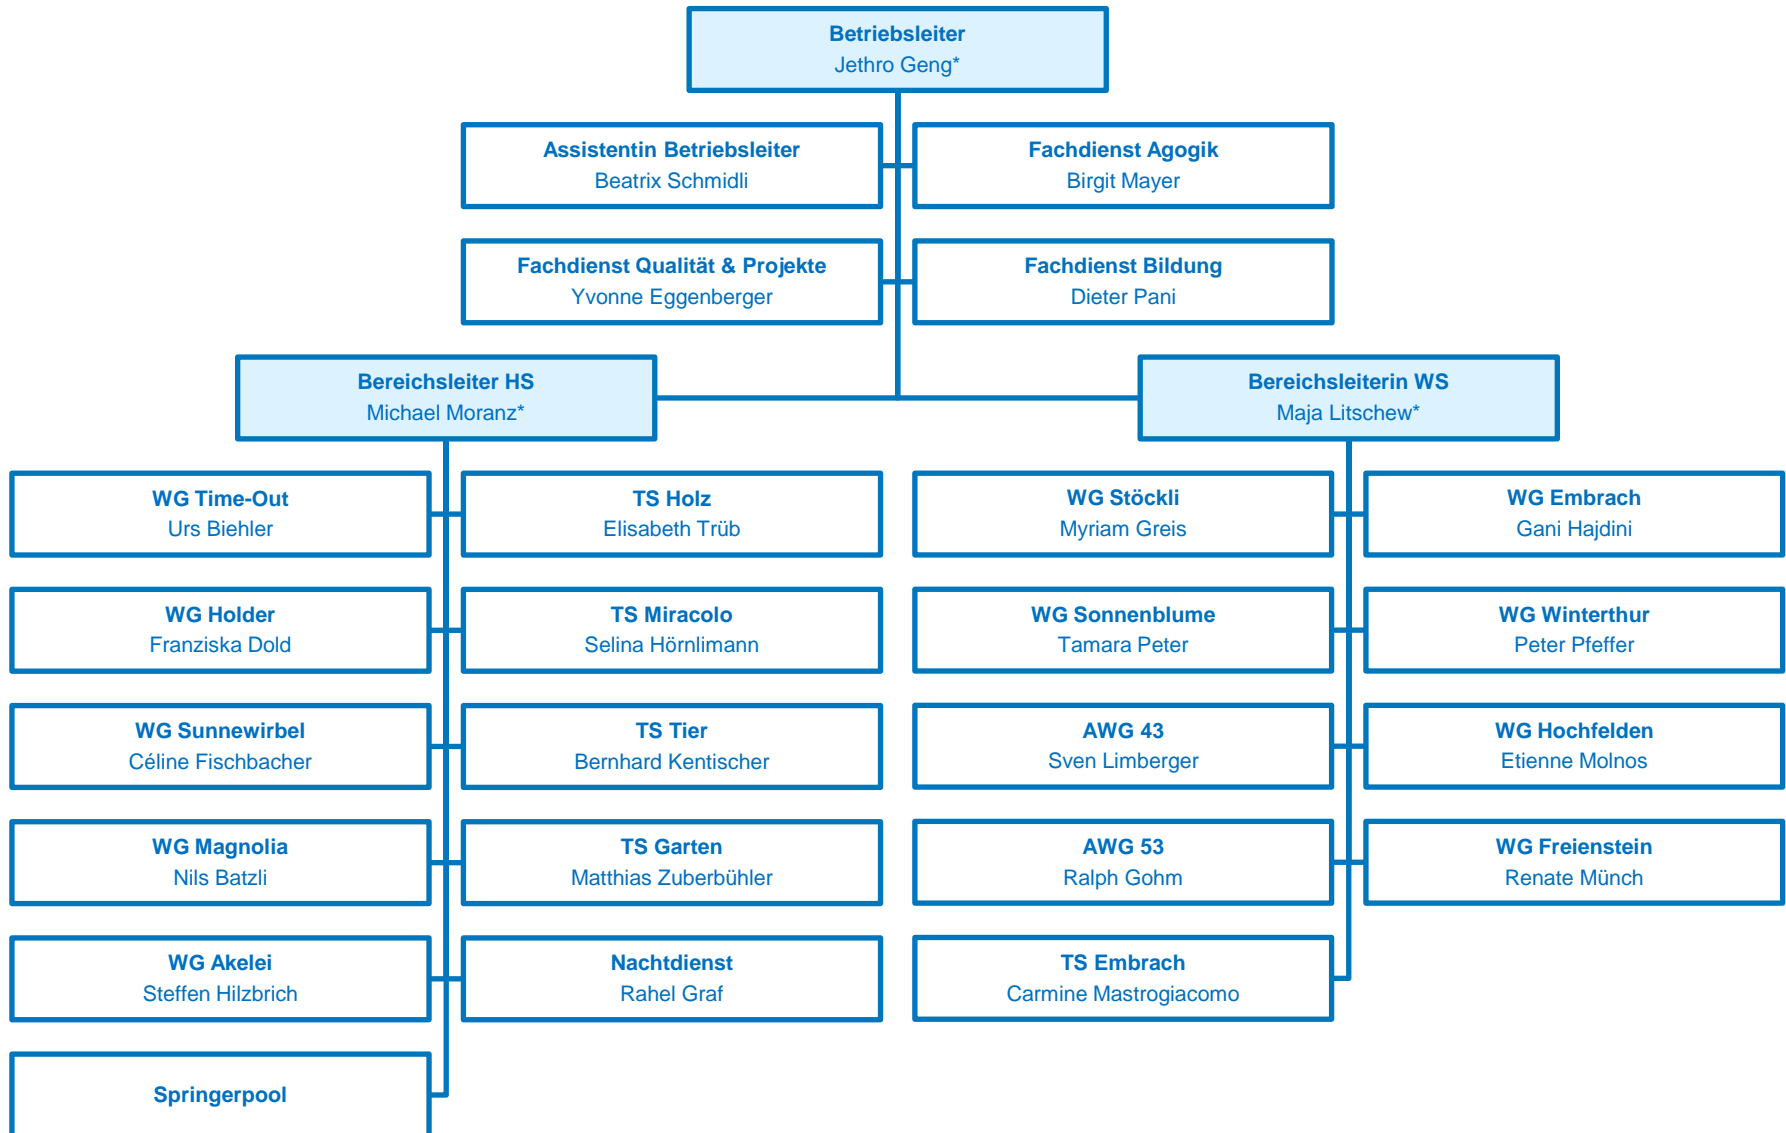 Betriebsleiter
Jethro Geng*
Assistentin Betriebsleiter
Beatrix Schmidli
Fachdienst Agogik
Birgit Mayer
Fachdienst Qualität & Projekte
Yvonne Eggenberger
Fachdienst Bildung
Dieter Pani
Bereichsleiter HS
Michael Moranz*
Bereichsleiterin WS
Maja Litschew*
WG Time-Out
Urs Biehler
TS Holz
Elisabeth Trüb
WG Stöckli
Myriam Greis
WG Embrach
Gani Hajdini
WG Holder
Franziska Dold
TS Miracolo
Selina Hörnlimann
WG Sonnenblume
Tamara Peter
WG Winterthur
Peter Pfeffer
WG Sunnewirbel
Céline Fischbacher
TS Tier
Bernhard Kentischer
AWG 43
Sven Limberger
WG Hochfelden
Etienne Molnos
WG Magnolia
Nils Batzli
TS Garten
Matthias Zuberbühler
AWG 53
Ralph Gohm
WG Freienstein
Renate Münch
WG Akelei
Steffen Hilzbrich
Nachtdienst
Rahel Graf
TS Embrach
Carmine Mastrogiacomo
Springerpool